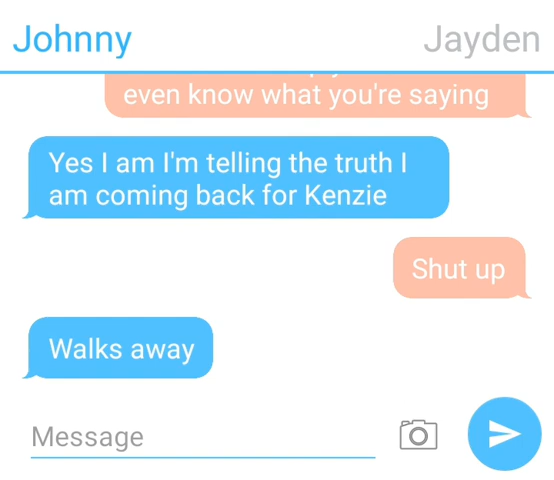 Johnny
Jayden
even know what you're saying
Yes I am I'm telling the truth I
am coming back for Kenzie
Shut up
Walks away
Message